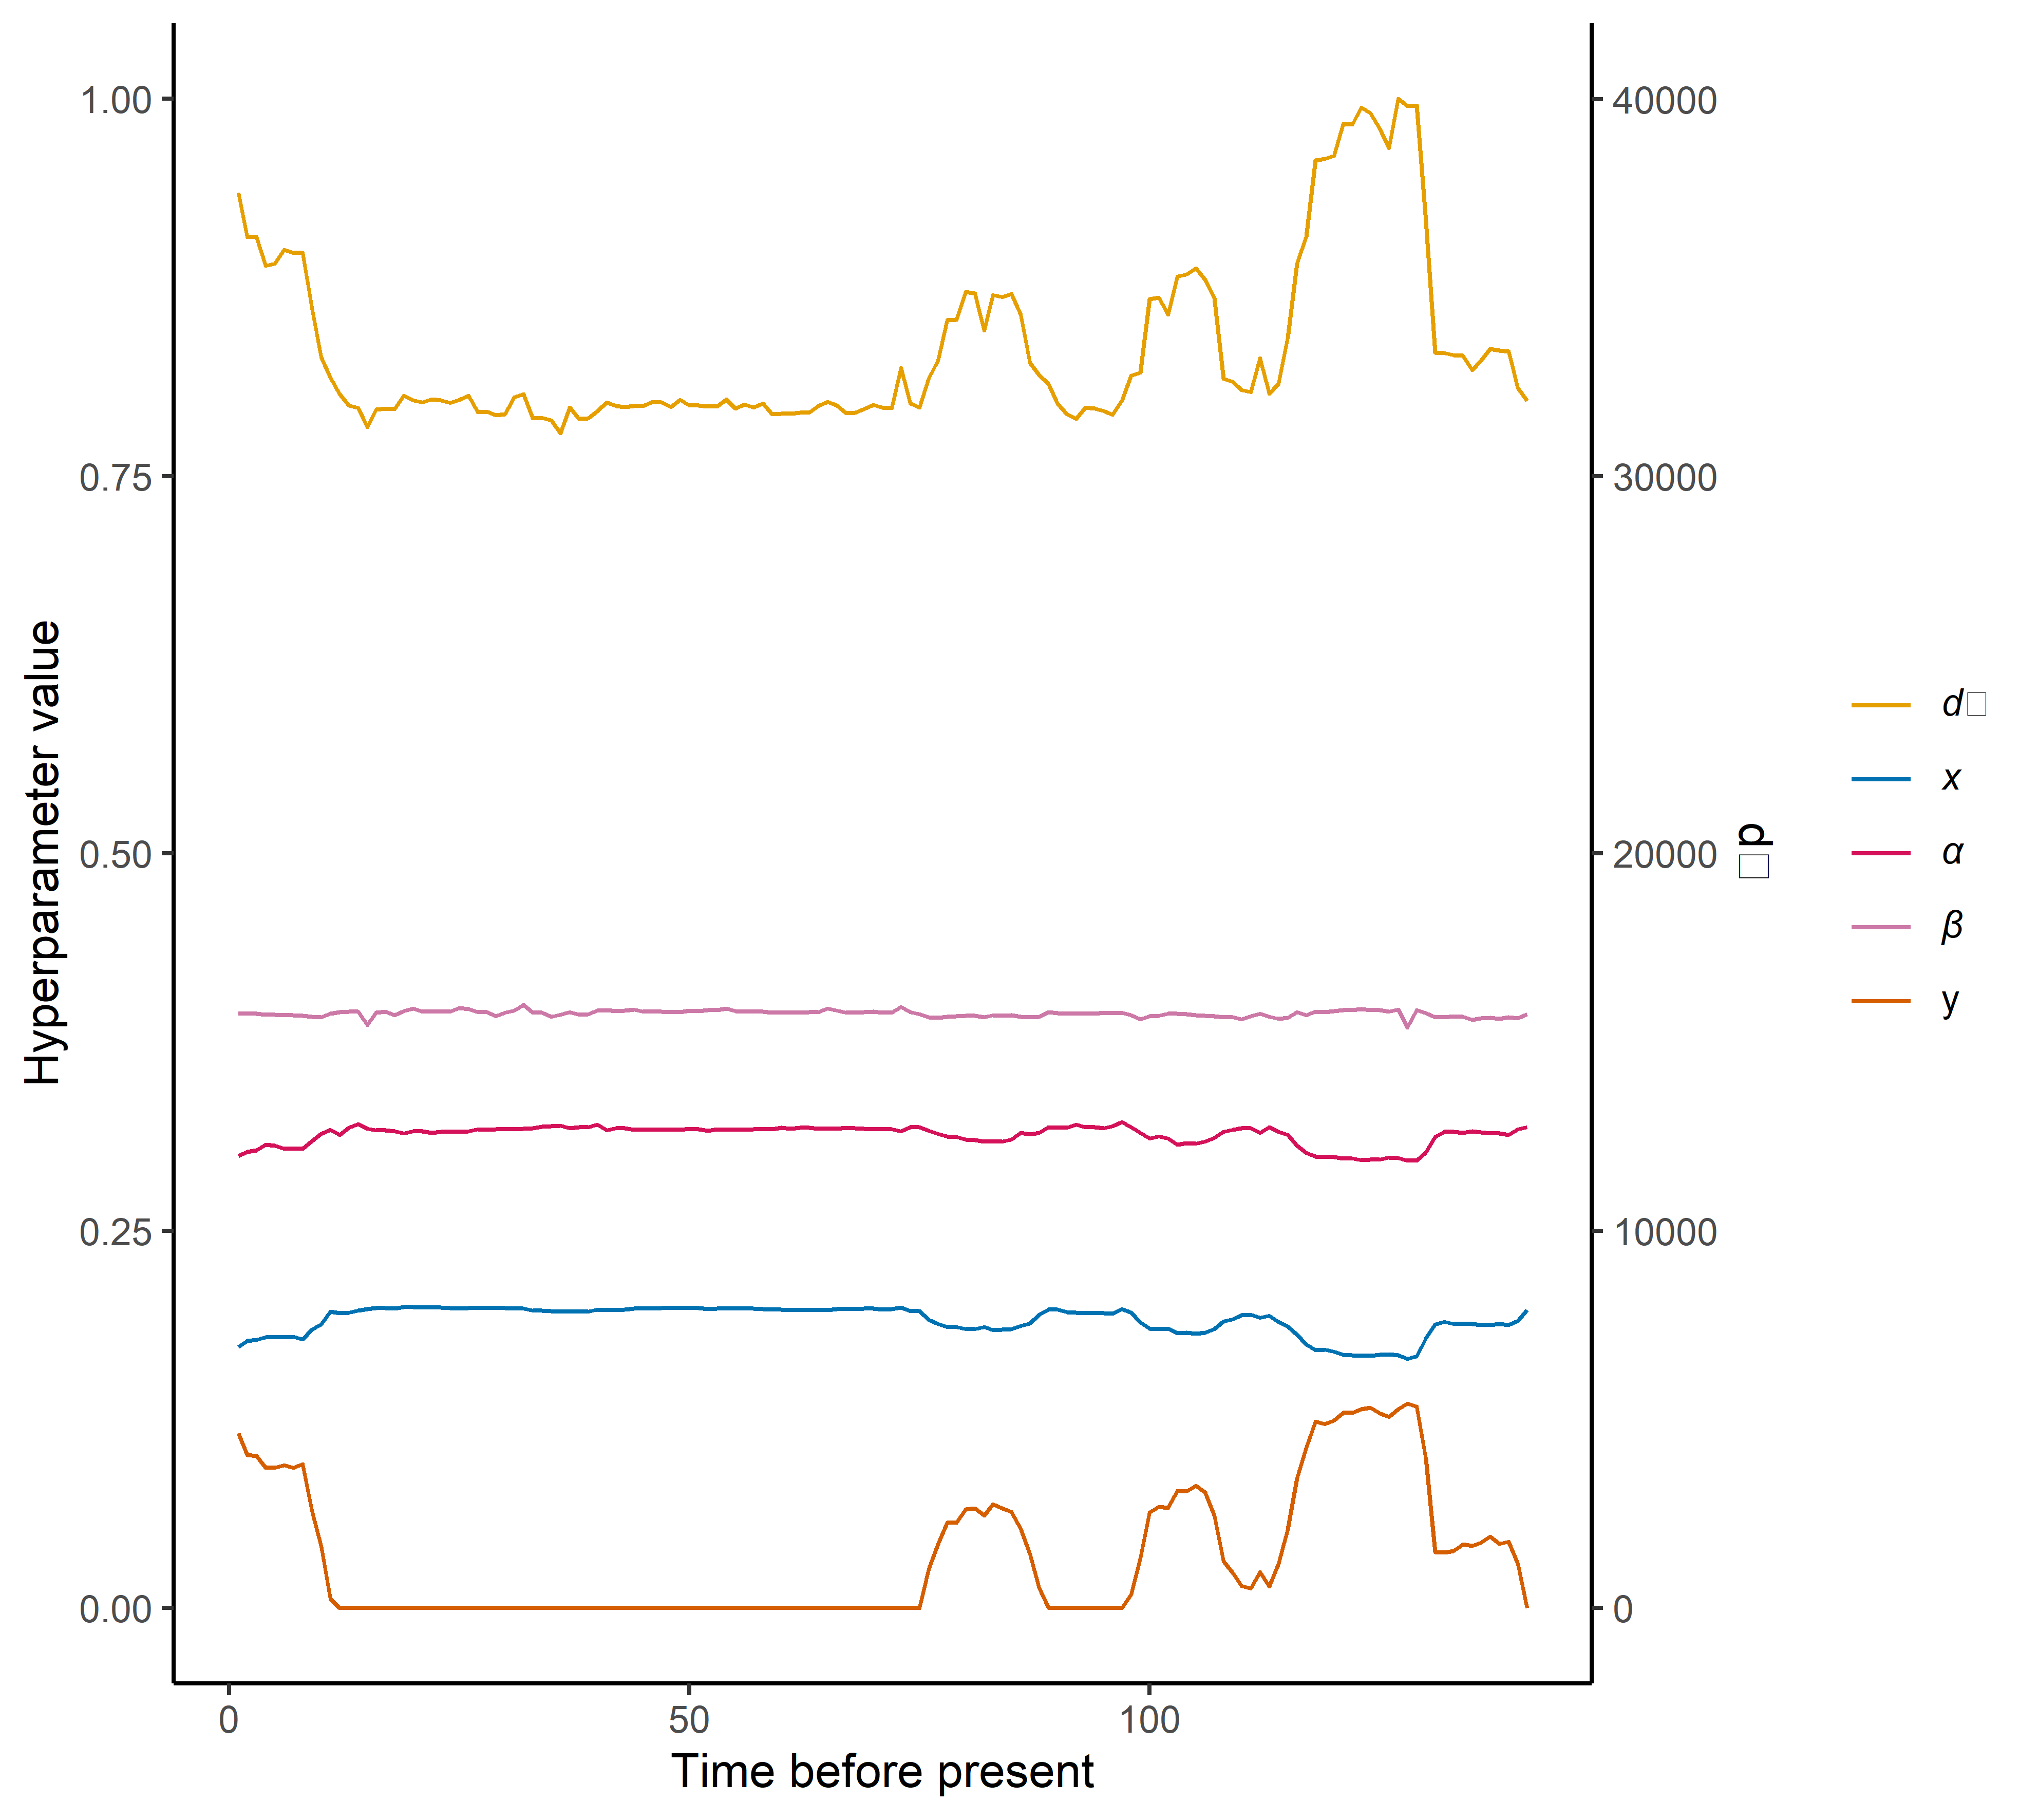 Hyperparameter value
1.00
0.75
0.50
0.25
0.00
0
50
100
Time before present
40000
30000
20000
10000
0
d□
d□
x
α
β
y